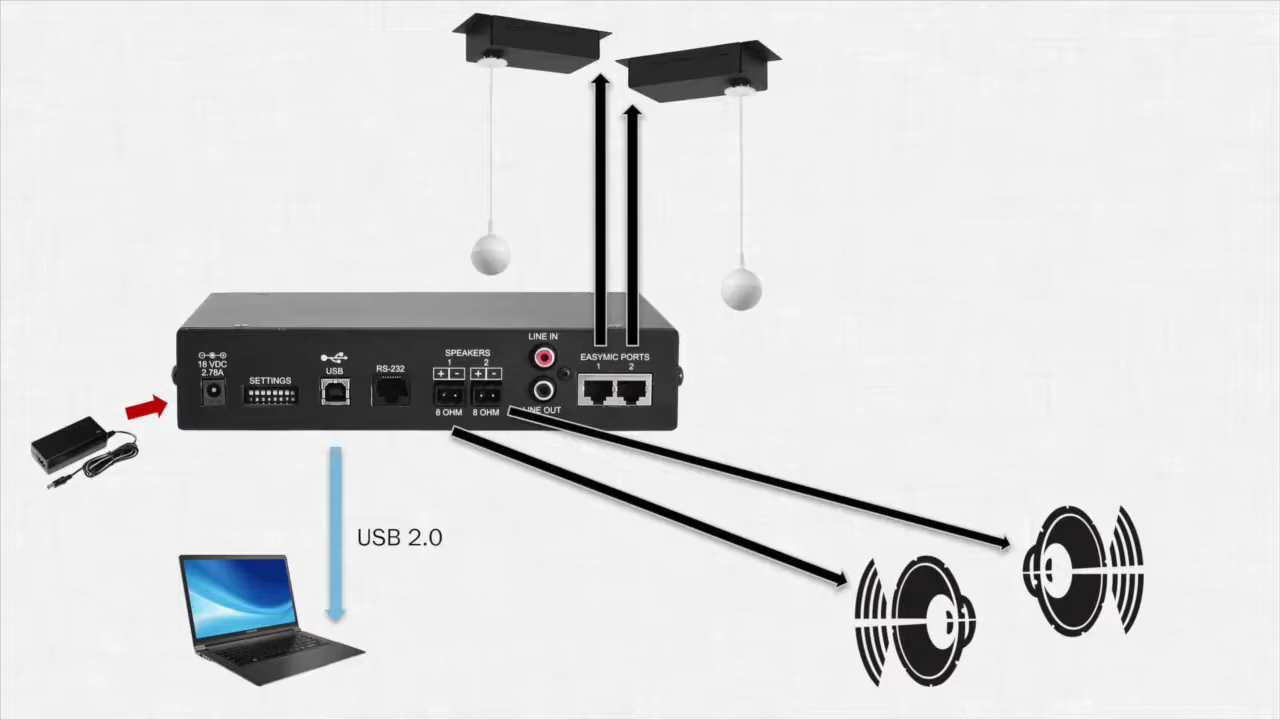 18 VDC
2.78A
SETTINGS
USB
RS-232
SPEAKERS
1 2
+ - + -
8 OHM 8 OHM
LINE IN
LINE OUT
EASYMIC PORTS
1 2
USB 2.0